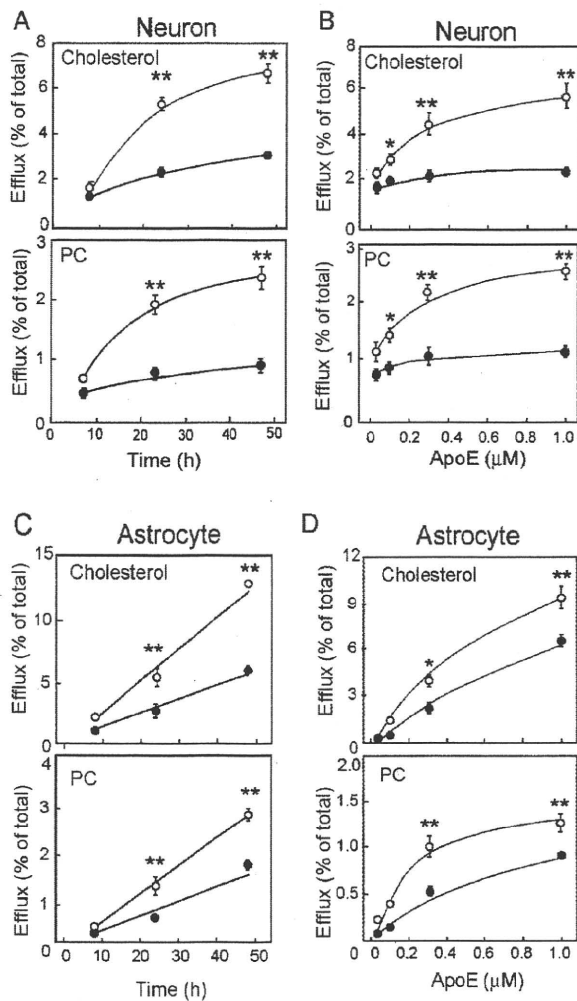 A
Neuron
Cholesterol
Efflux (% of total)
8
6
4
2
0
**
**
PC
Efflux (% of total)
3
2
1
0
**
**
0 10 20 30 40 50
Time (h)
B
Neuron
Cholesterol
Efflux (% of total)
8
6
4
2
0
*
**
**
PC
Efflux (% of total)
3
2
1
0
*
**
**
0 0.2 0.4 0.6 0.8 1.0
ApoE (μM)
C
Astrocyte
Cholesterol
Efflux (% of total)
15
10
5
0
**
**
PC
Efflux (% of total)
4
3
2
1
0
**
**
0 10 20 30 40 50
Time (h)
D
Astrocyte
Cholesterol
Efflux (% of total)
12
9
6
3
0
*
**
PC
Efflux (% of total)
2.0
1.5
1.0
0.5
**
**
0 0.2 0.4 0.6 0.8 1.0
ApoE (μM)